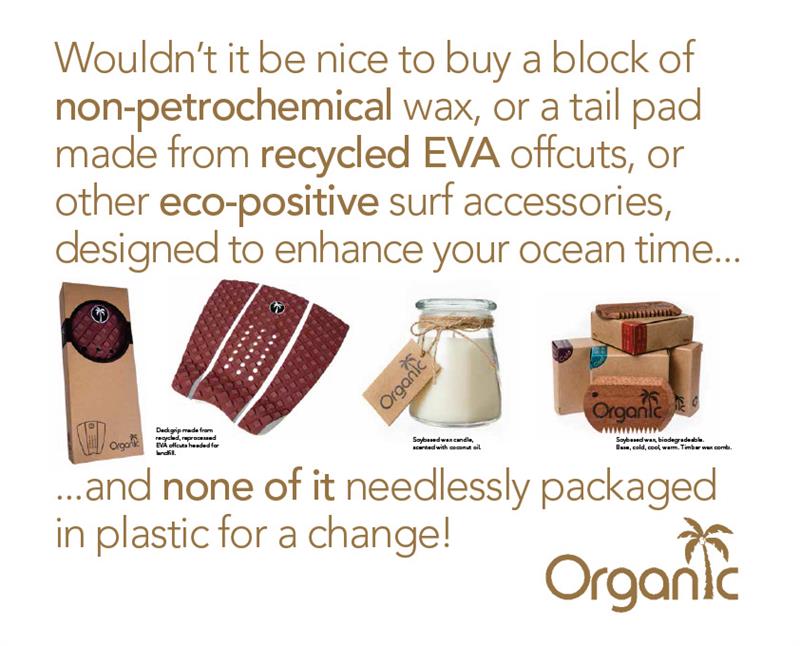 Wouldn’t it be nice to buy a block of
non-petrochemical wax, or a tail pad
made from recycled EVA offcuts, or
other eco-positive surf accessories,
designed to enhance your ocean time...
Organic
Deckgrip made from
recycled, reprocessed
EVA offcuts headed for
landfill.
Organic
Soybased wax candle,
scented with coconut oil.
Organic
Soybased wax, biodegradable.
Base, cold, cool, warm. Timber wax comb.
...and none of it needlessly packaged
in plastic for a change!
Organic